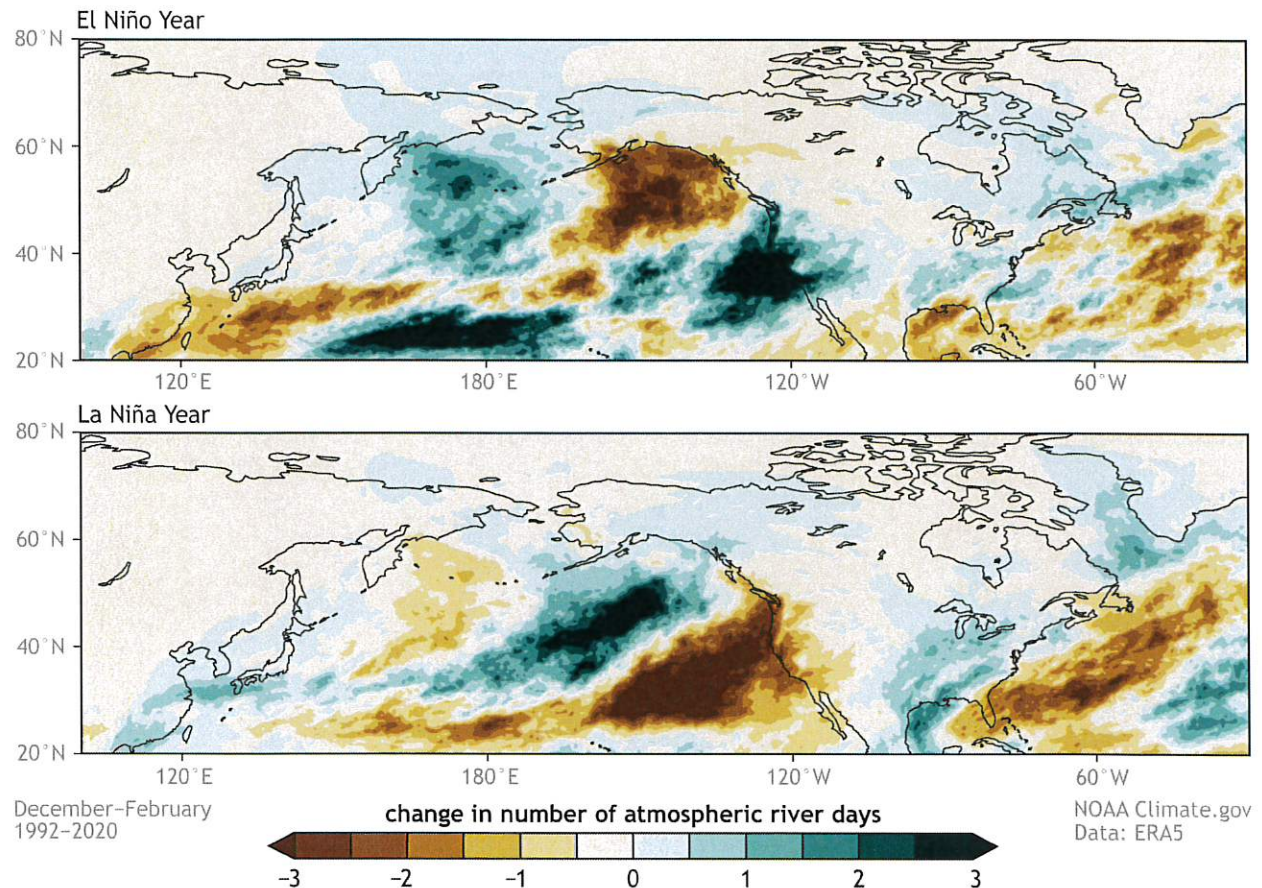 El Niño Year
80°N
60°N
40°N
20°N
120°E 180°E 120°W 60°W
La Niña Year
80°N
60°N
40°N
20°N
120°E 180°E 120°W 60°W
December–February
1992–2020
change in number of atmospheric river days
−3 −2 −1 0 1 2 3
NOAA Climate.gov
Data: ERA5